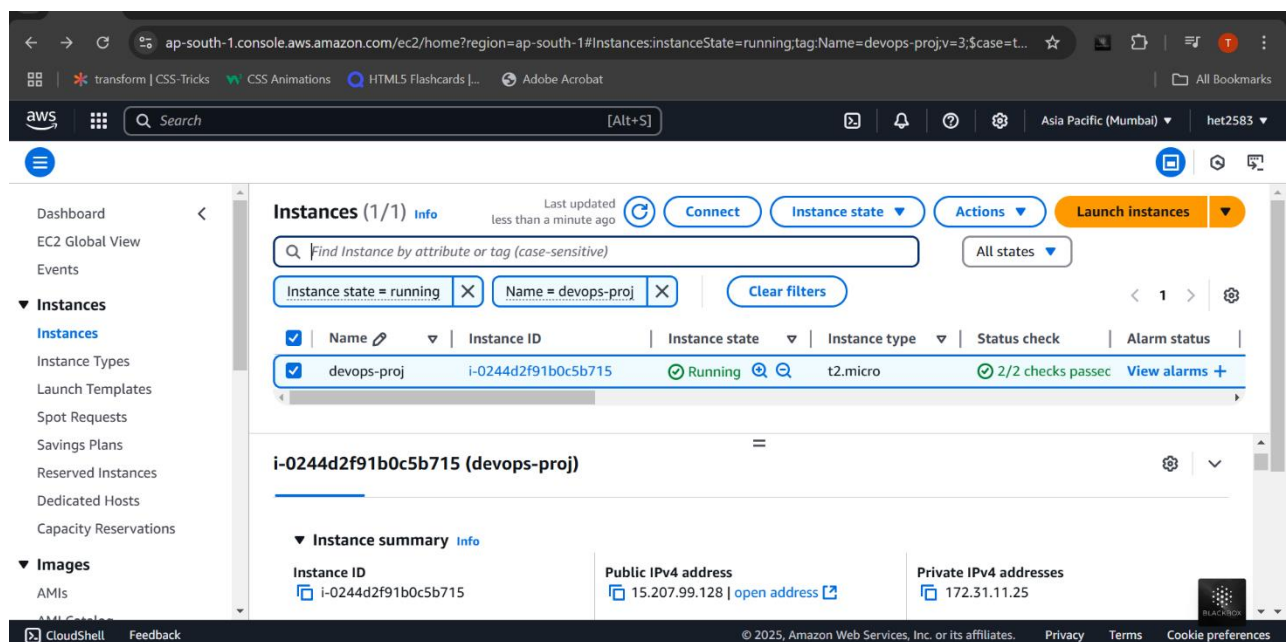 ap-south-1.console.aws.amazon.com/ec2/home?region=ap-south-1#Instances:instanceState=running;tag:Name=devops-proj;v=3;$case=t...
T
transform | CSS-Tricks CSS Animations HTML5 Flashcards |... Adobe Acrobat All Bookmarks
aws Search [Alt+S] Asia Pacific (Mumbai) ▼ het2583 ▼
Dashboard
EC2 Global View
Events
▼ Instances
Instances
Instance Types
Launch Templates
Spot Requests
Savings Plans
Reserved Instances
Dedicated Hosts
Capacity Reservations
▼ Images
AMIs
AMI Catalog
Instances (1/1) Info
Last updated
less than a minute ago
Connect Instance state ▼ Actions ▼ Launch instances ▼
Find Instance by attribute or tag (case-sensitive) All states ▼
Instance state = running Name = devops-proj Clear filters 1
Name Instance ID Instance state Instance type Status check Alarm status
devops-proj i-0244d2f91b0c5b715 Running t2.micro 2/2 checks passec View alarms +
i-0244d2f91b0c5b715 (devops-proj)
▼ Instance summary Info
Instance ID
i-0244d2f91b0c5b715
Public IPv4 address
15.207.99.128 | open address
Private IPv4 addresses
172.31.11.25
BLACKBOX
CloudShell Feedback © 2025, Amazon Web Services, Inc. or its affiliates. Privacy Terms Cookie preferences